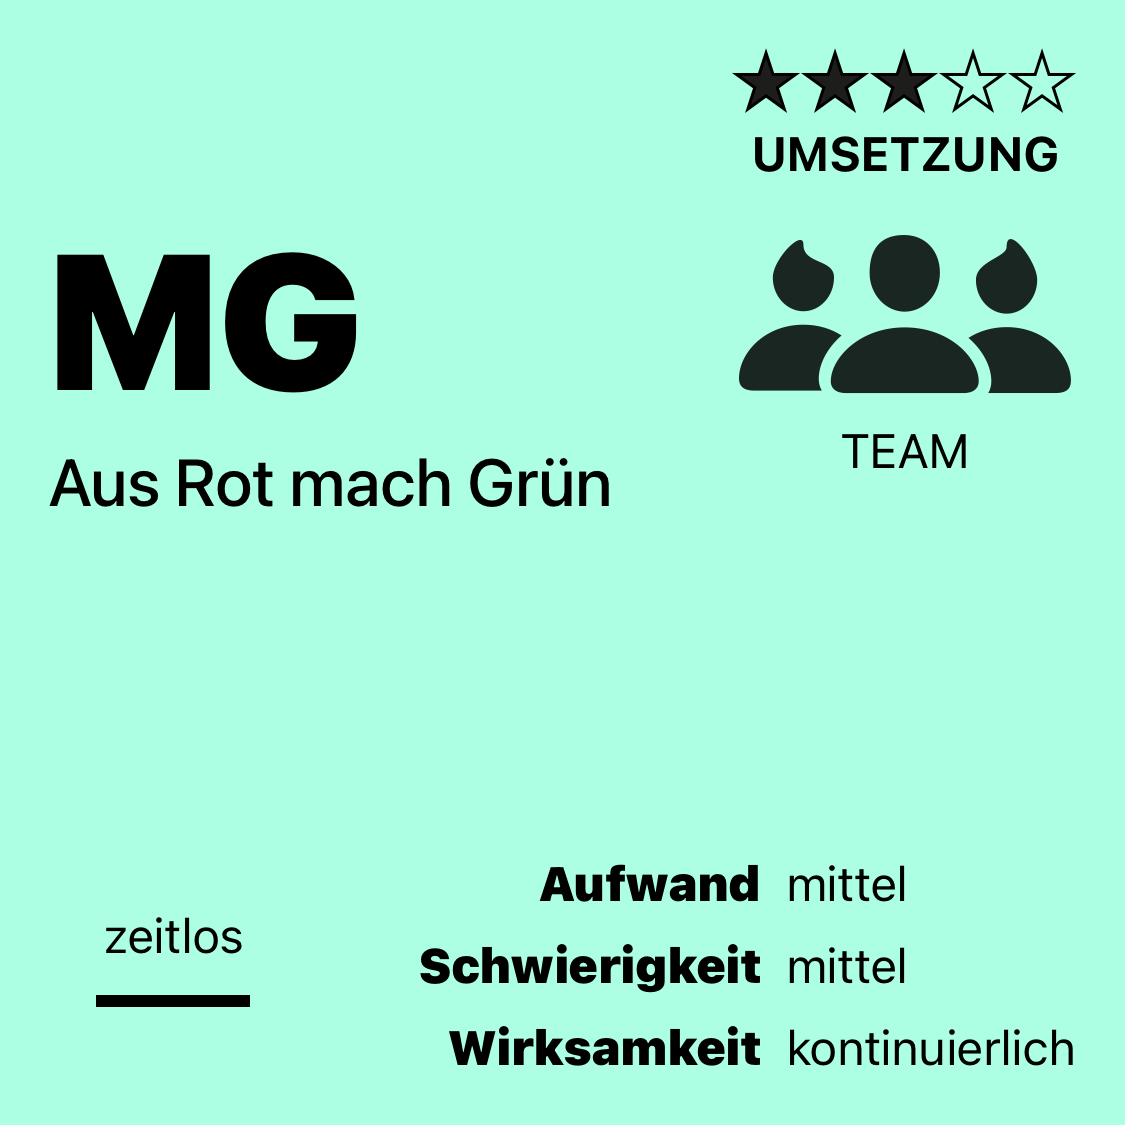 ★★★☆☆
UMSETZUNG
MG
TEAM
Aus Rot mach Grün
zeitlos
Aufwand mittel
Schwierigkeit mittel
Wirksamkeit kontinuierlich